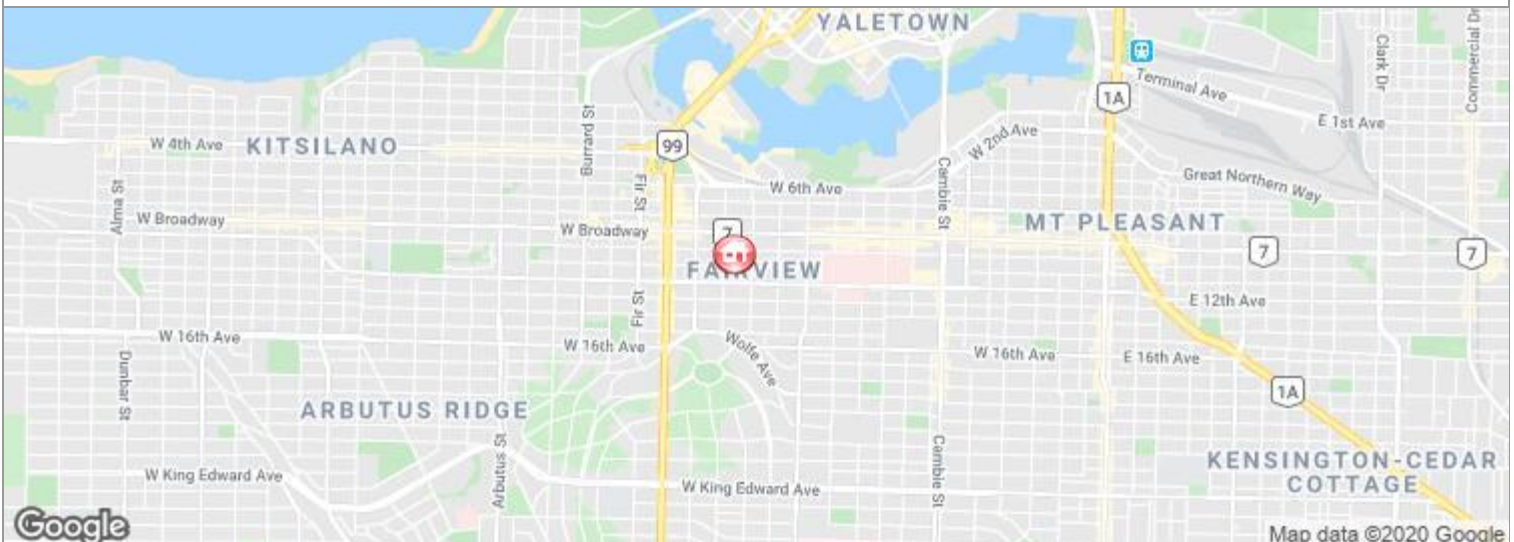 YALETOWN
Clark Dr
Commercial Dr
Terminal Ave
1A
E 1st Ave
Burrard St
99
W 4th Ave
KITSILANO
W 2nd Ave
Cambie St
Great Northern Way
Alma St
Fir St
W 6th Ave
W Broadway
W Broadway
7
MT PLEASANT
7
7
FAIRVIEW
Fir St
E 12th Ave
W 16th Ave
W 16th Ave
Wolfe Ave
W 16th Ave
E 16th Ave
Dunbar St
1A
ARBUTUS RIDGE
Arbutus St
Cambie St
KENSINGTON-CEDAR
COTTAGE
W King Edward Ave
W King Edward Ave
Google
Map data ©2020 Google